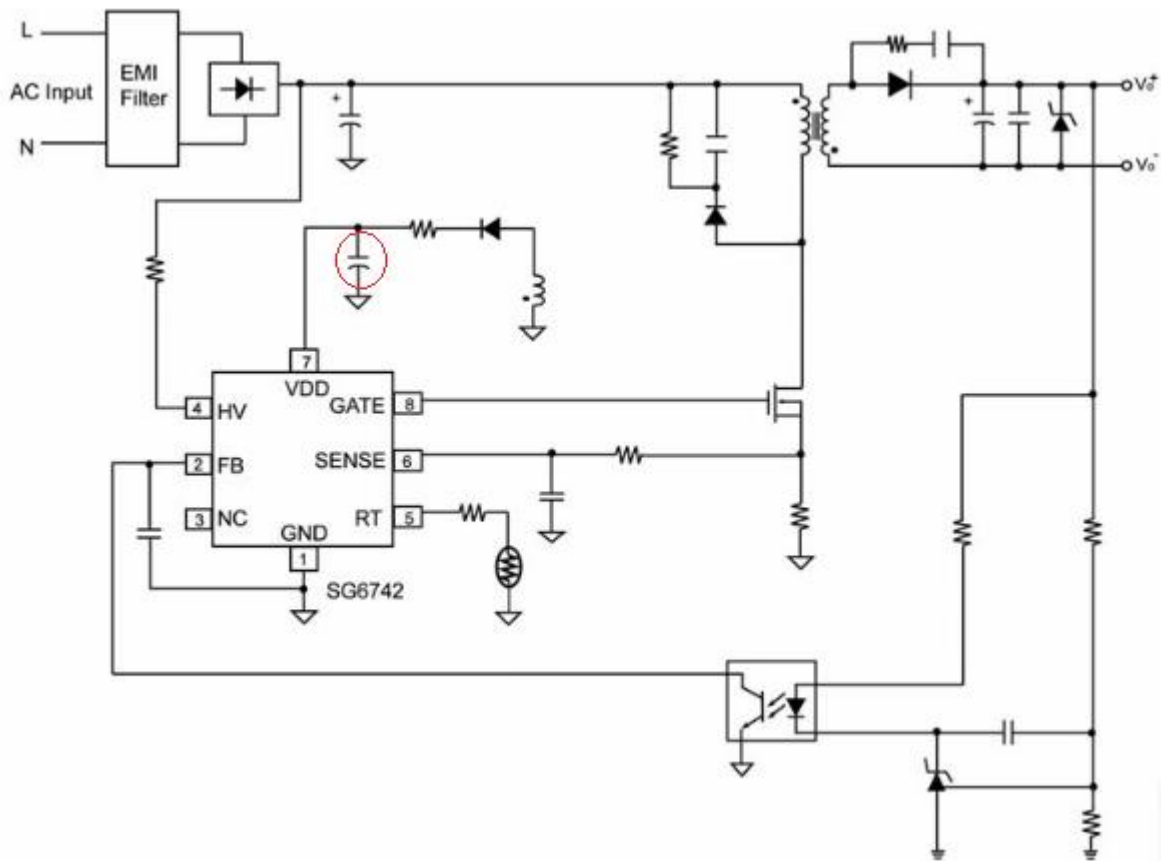 L
AC Input
N
EMI
Filter
+
+
Vo+
Vo-
7
VDD
4 HV
GATE 8
2 FB
SENSE 6
3 NC
RT 5
GND
1
SG6742